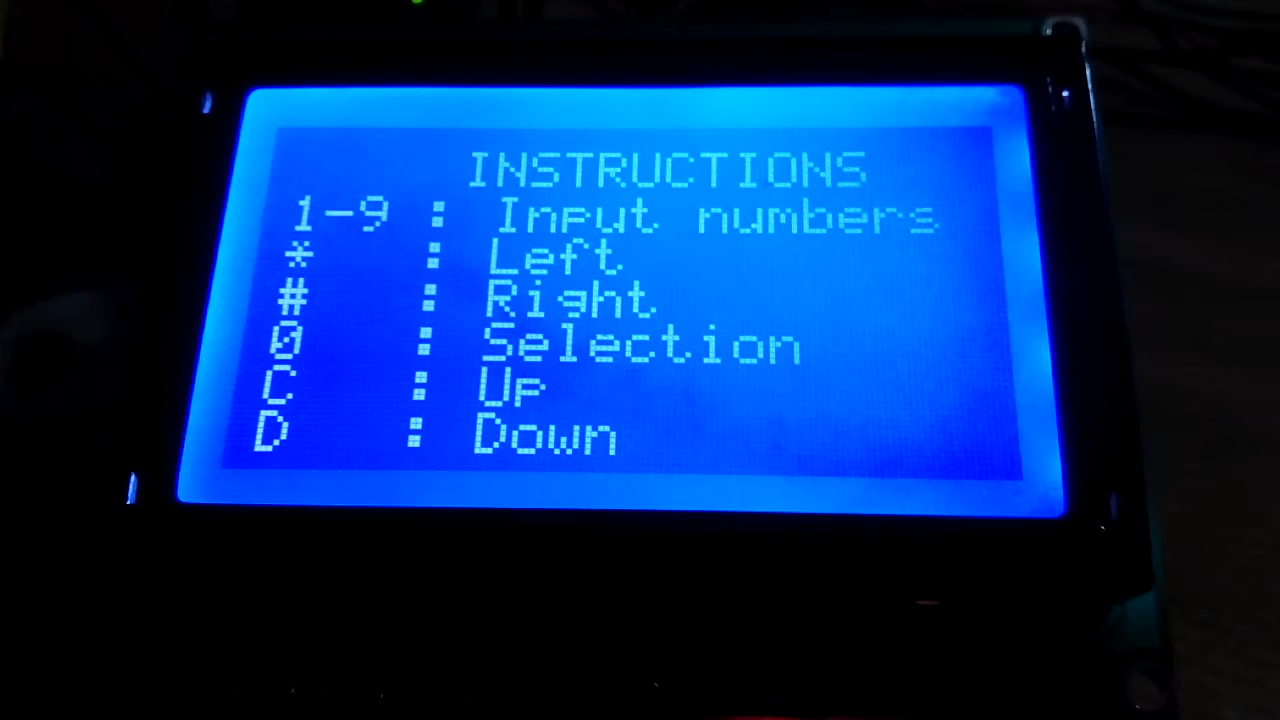 INSTRUCTIONS
1-9 : Input numbers
* : Left
# : Right
0 : Selection
C : Up
D : Down